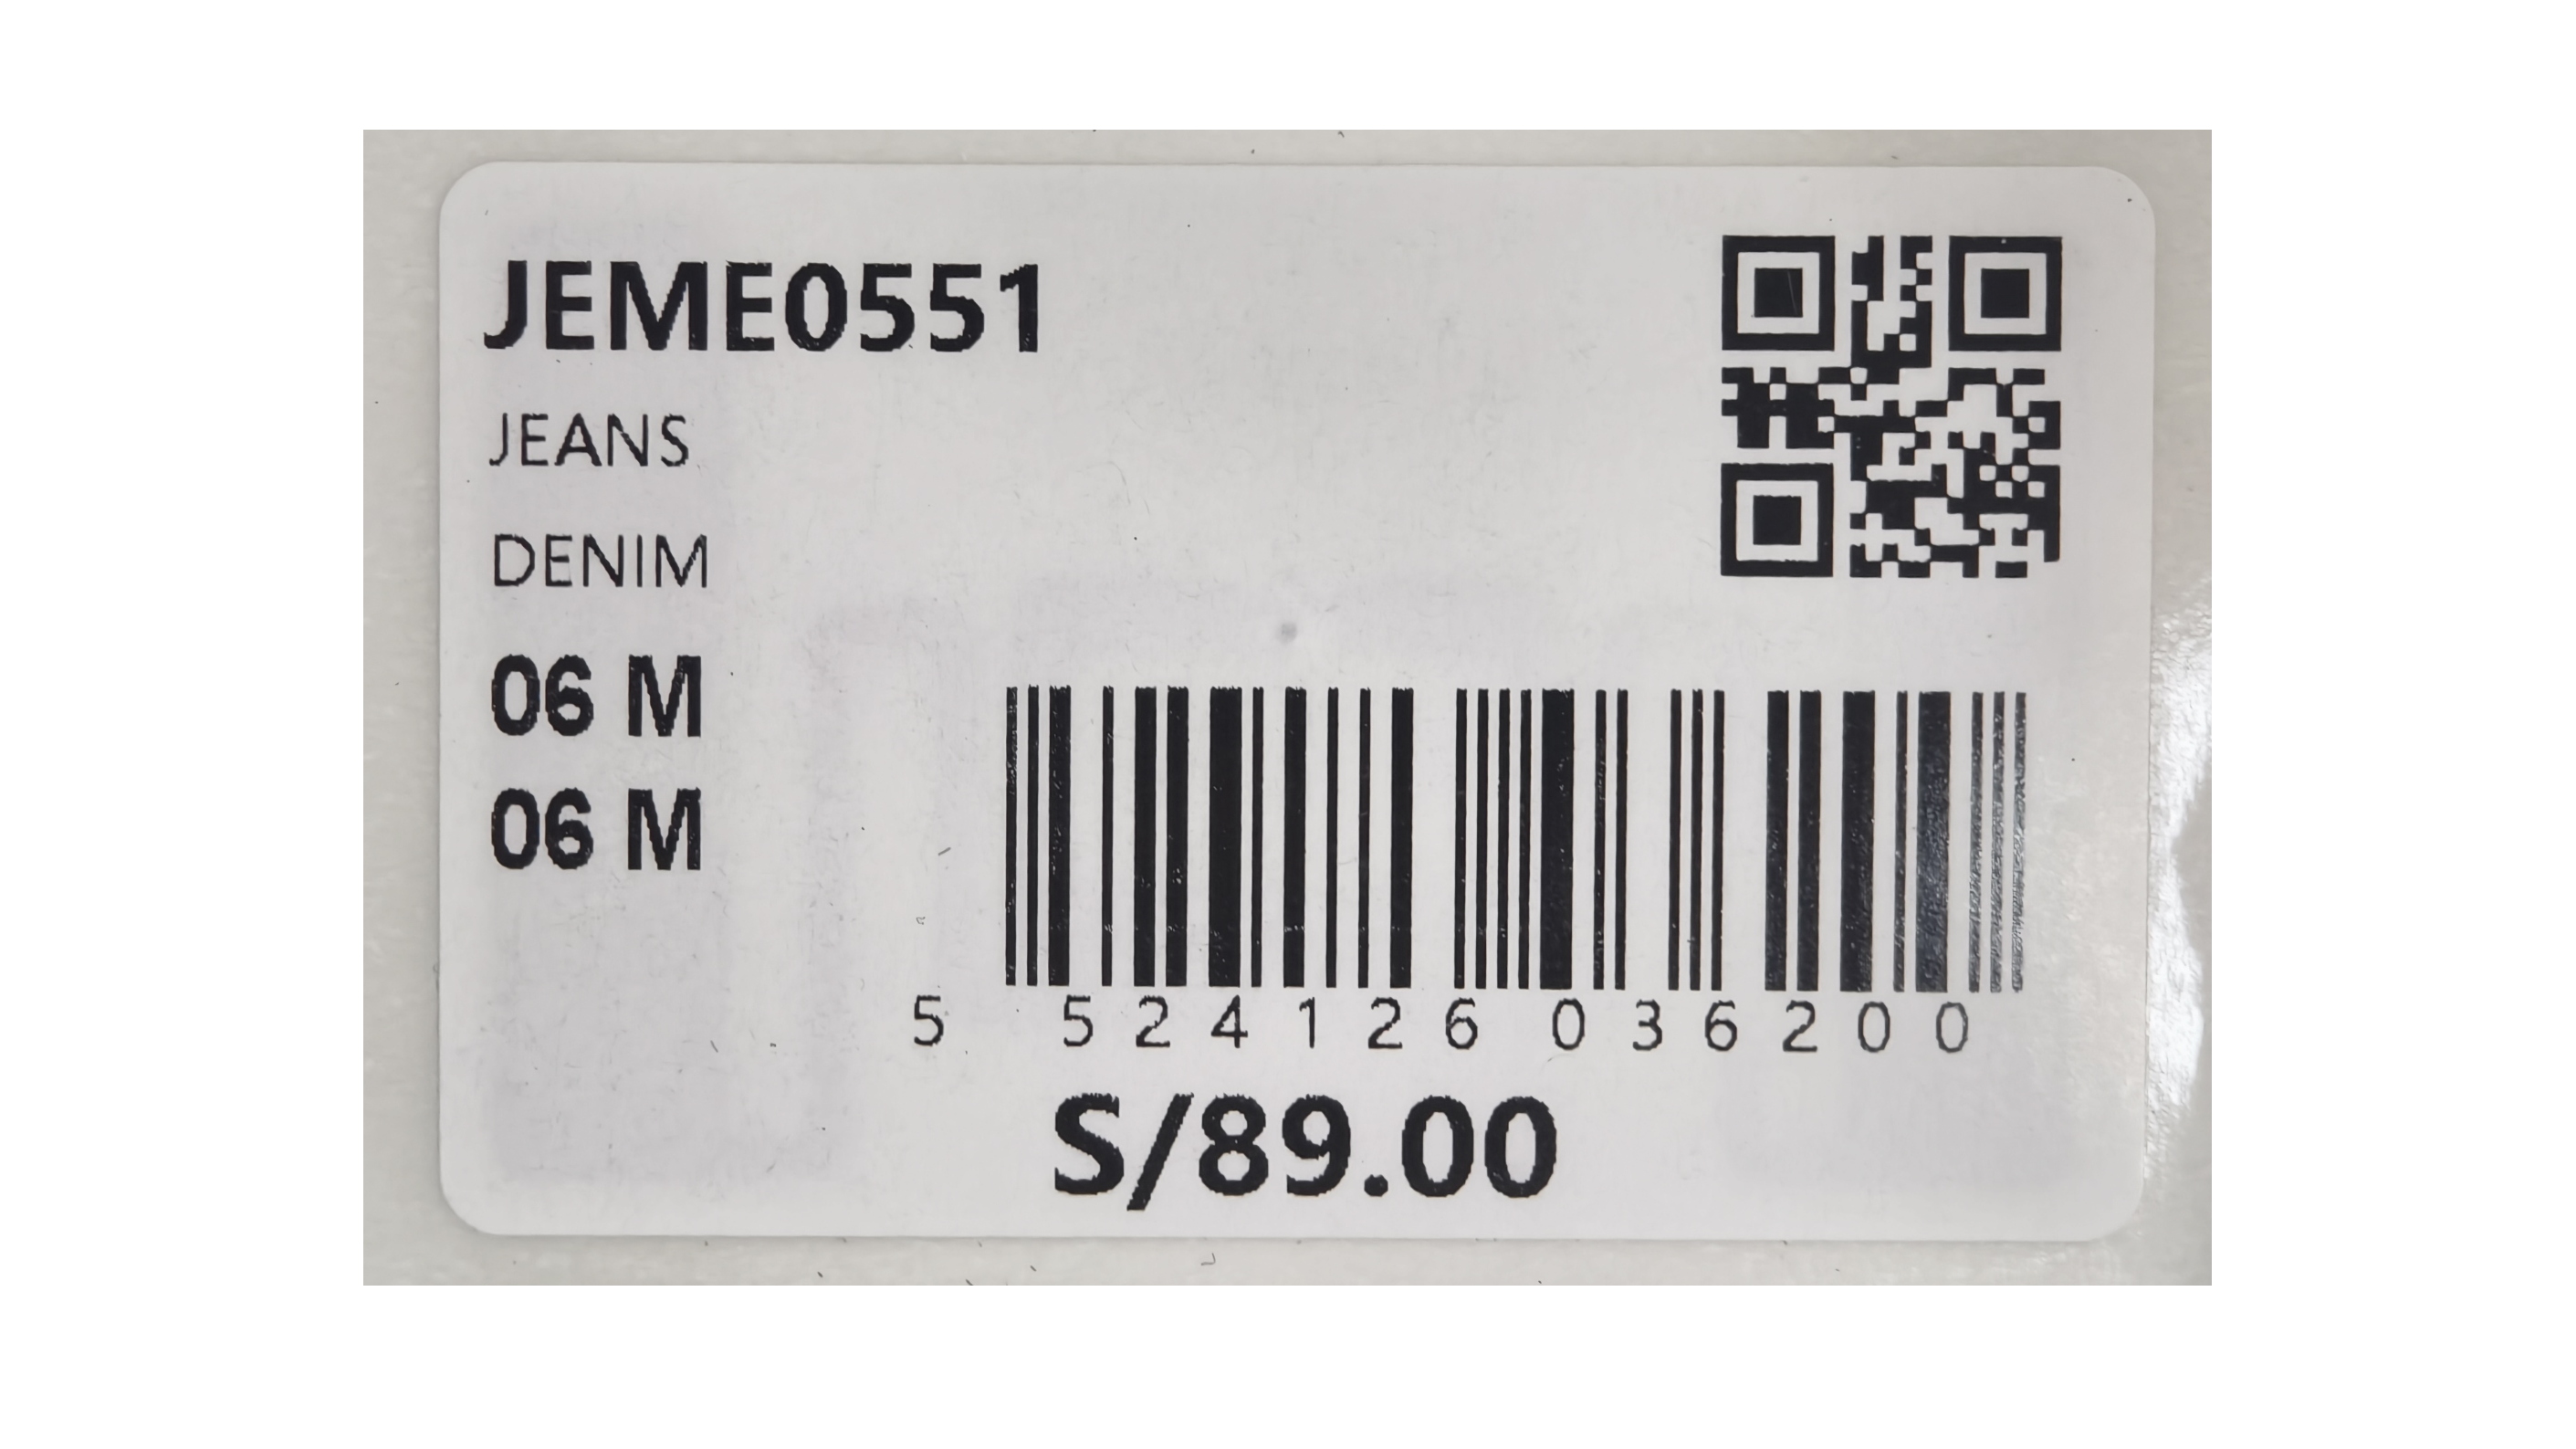 JEME0551
JEANS
DENIM
06 M
06 M
5 524126 036200
S/89.00